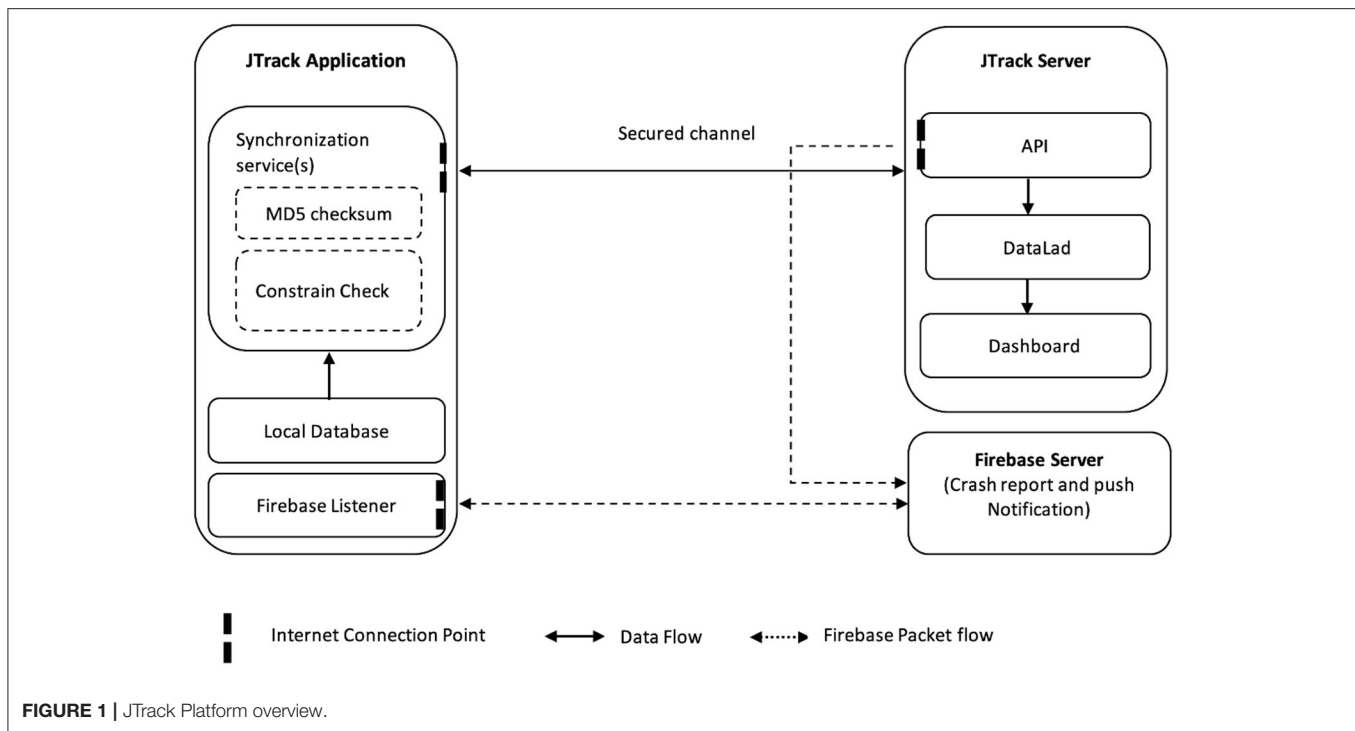 JTrack Application
Synchronization
service(s)
MD5 checksum
Constrain Check
Local Database
Firebase Listener
Secured channel
JTrack Server
API
DataLad
Dashboard
Firebase Server
(Crash report and push
Notification)
Internet Connection Point
Data Flow
Firebase Packet flow
FIGURE 1 | JTrack Platform overview.